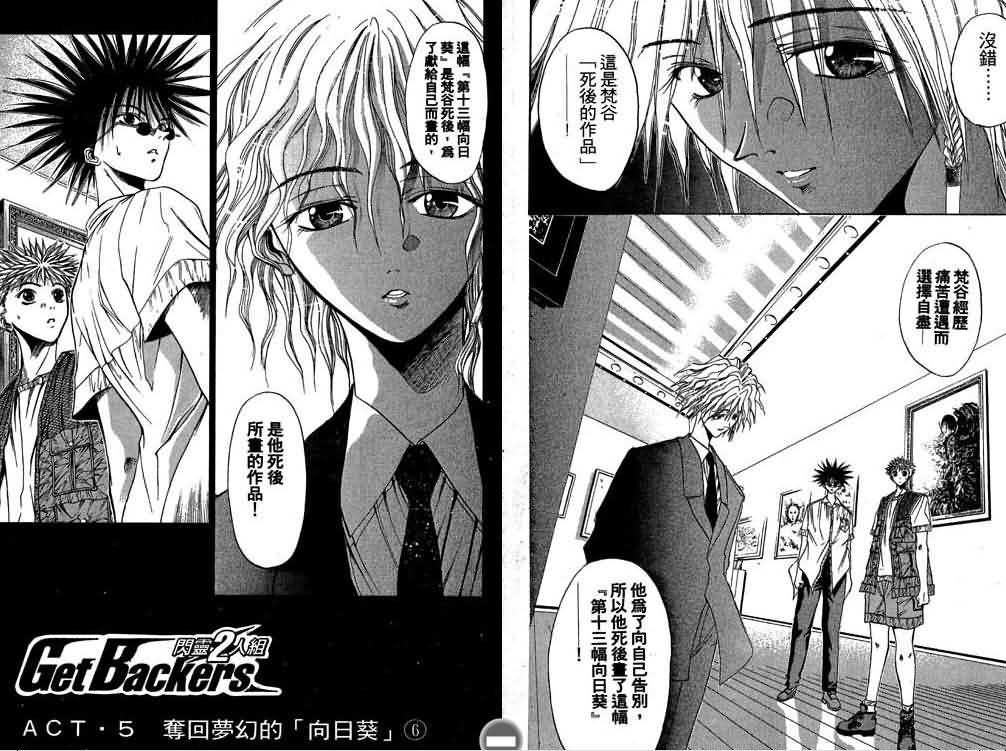 沒錯……
這是梵谷
「死後的作品」
——！
梵谷經歷
痛苦遭遇而
選擇自盡—
他為了向自己告別，
所以他死後畫了這幅
『第十三幅向日葵』
——！
這幅『第十三幅向日
葵』是梵谷死後，為
了獻給自己而畫的，
是他死後
所畫的作品！
閃靈2人組
GetBackers
ACT・5 奪回夢幻的「向日葵」⑥